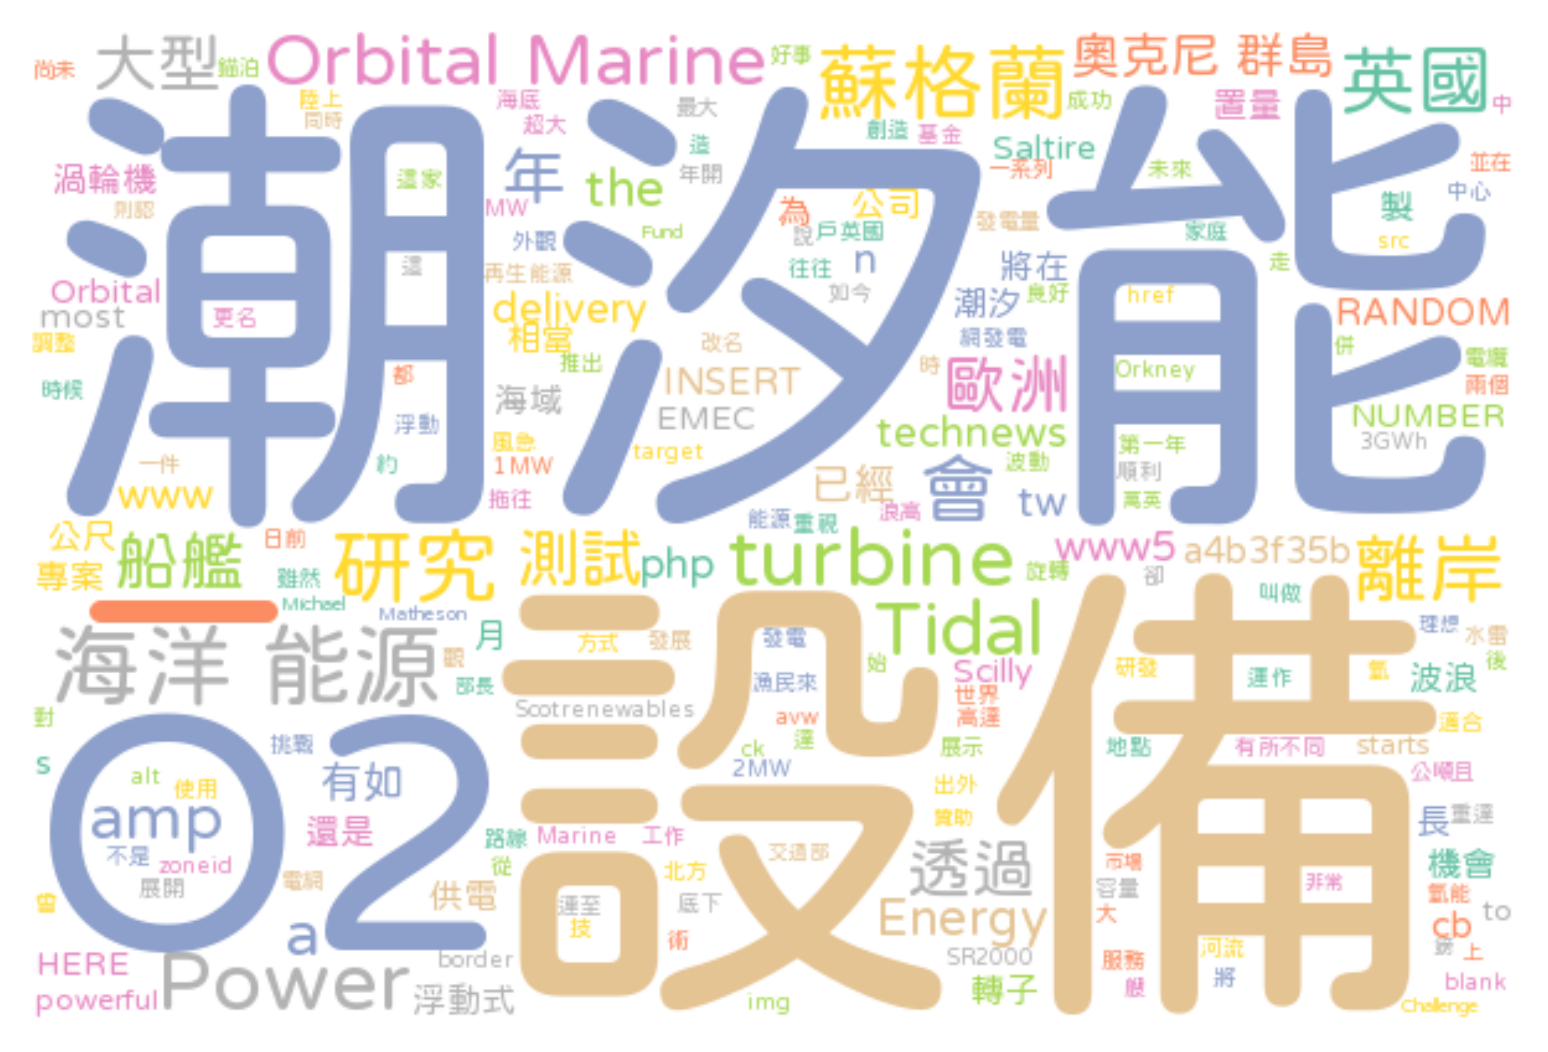 尚未
大型
錨泊
Orbital Marine
好事
蘇格蘭
奧克尼 群島
英國
中
陸上
同時
海底
超大
最大
造
年開
創造
基金
成功
置量
Saltire
一系列
未來
並在
中心
潮汐能
渦輪機
則認
這家
年
the
MW
外觀
Fund
為
公司
說
戶英國
發電量
家庭
製
src
走
這
再生能源
往往
n
如今
將在
潮汐
良好
href
Orbital
most
更名
delivery
相當
推出
改名
網發電
RANDOM
併
電纜
兩個
調整
時候
都
浮動
海域
INSERT
EMEC
時
歐洲
Orkney
NUMBER
3GWh
technews
第一年
順利
萬英
風急
1MW
target
已經
會
波動
tw
一件
www
約
拖往
能源
重視
浪高
公尺
專案
船艦
日前
雖然
研究
測試
php
turbine
旋轉
www5
卻
a4b3f35b
離岸
叫做
Michael
Matheson
海洋 能源
觀
月
部長
方式
發展
發電
始
Tidal
Scilly
世界
高達
研發
運作
氫
理想
水雷
後
波浪
適合
漁民來
Scotrenewables
avw
達
ck
2MW
展示
地點
有所不同
starts
公噸且
對
s
O2
設備
挑戰
有如
alt
使用
amp
不是
zoneid
展開
還是
路線
從
Marine
工作
出外
贊助
交通部
長
重達
機會
市場
容量
大
非常
氫能
cb
to
曾
電網
供電
a
運至
技
北方
底下
術
透過
Energy
SR2000
轉子
服務
艘
河流
將
上
blank
Challenge
HERE
powerful
Power
border
浮動式
img